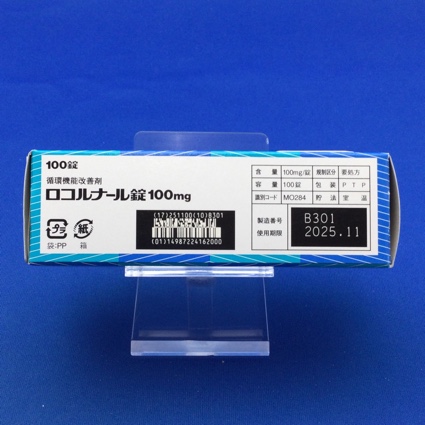 100錠
循環機能改善剤
ロコルナール錠100mg
プラ
袋:PP
紙
箱
(17)251100(10)B301
(01)14987224162000
含量 100mg/錠 規制区分 要処方
容量 100錠 包装 PTP
識別コード MO284 貯法 室温
製造番号 B301
使用期限 2025.11